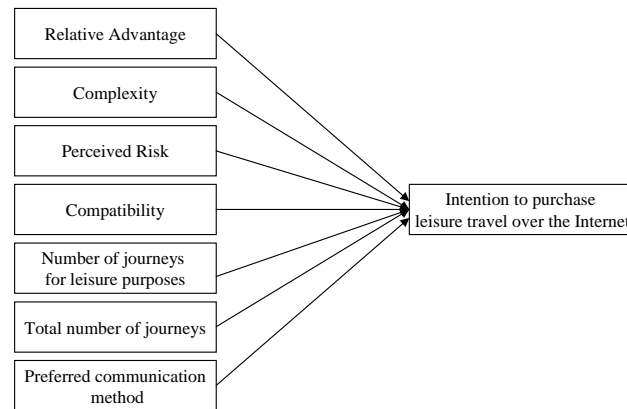 Relative Advantage
Complexity
Perceived Risk
Compatibility
Number of journeys
for leisure purposes
Total number of journeys
Preferred communication
method
Intention to purchase
leisure travel over the Internet